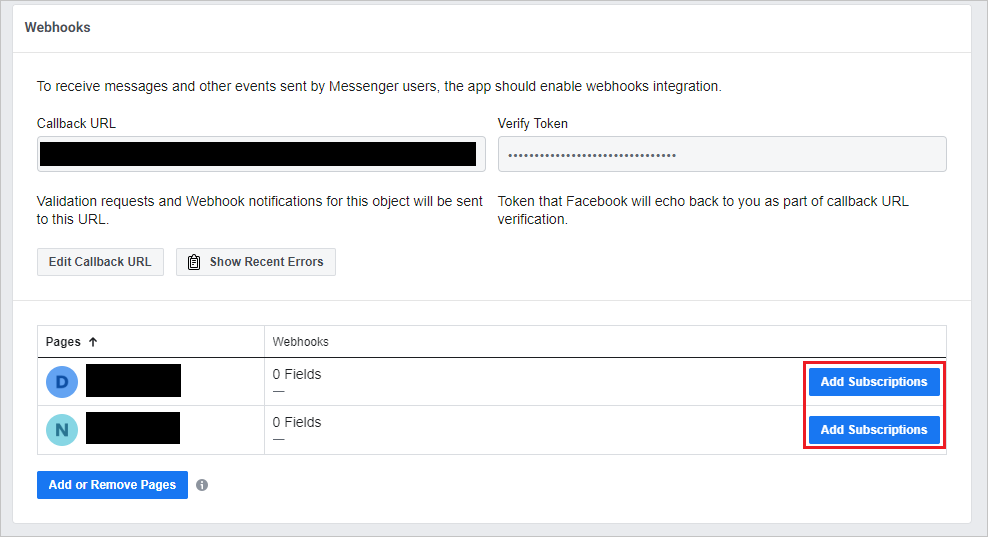 Webhooks
To receive messages and other events sent by Messenger users, the app should enable webhooks integration.
Callback URL
Verify Token
••••••••••••••••••••••••••••••••
Validation requests and Webhook notifications for this object will be sent
to this URL.
Token that Facebook will echo back to you as part of callback URL
verification.
Edit Callback URL
Show Recent Errors
Pages ↑
Webhooks
D
0 Fields
—
Add Subscriptions
N
0 Fields
—
Add Subscriptions
Add or Remove Pages